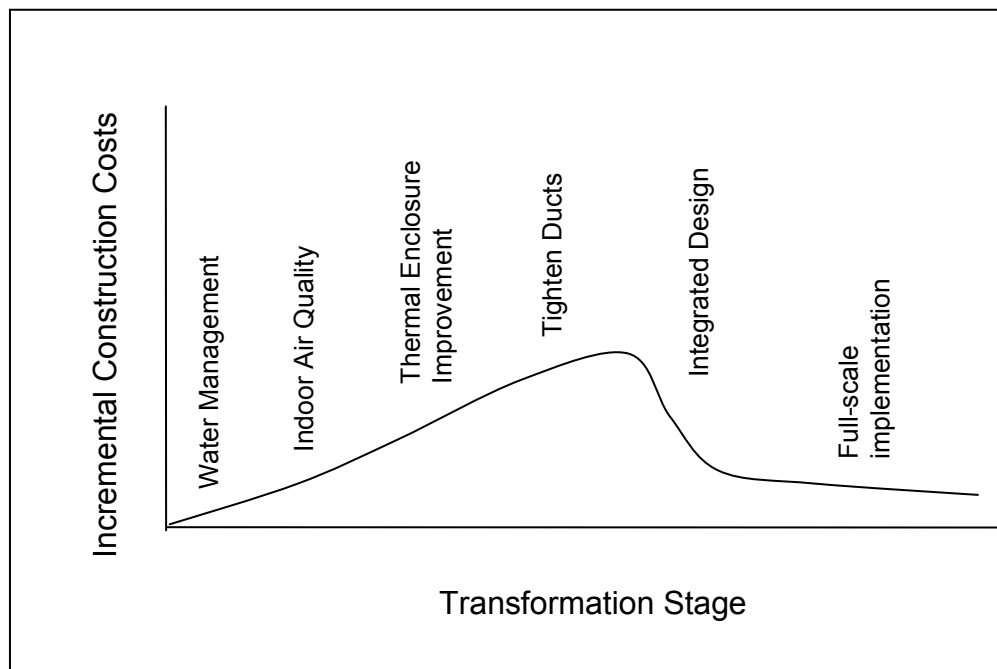 Incremental Construction Costs
Water Management
Indoor Air Quality
Thermal Enclosure
Improvement
Tighten Ducts
Integrated Design
Full-scale
implementation
Transformation Stage